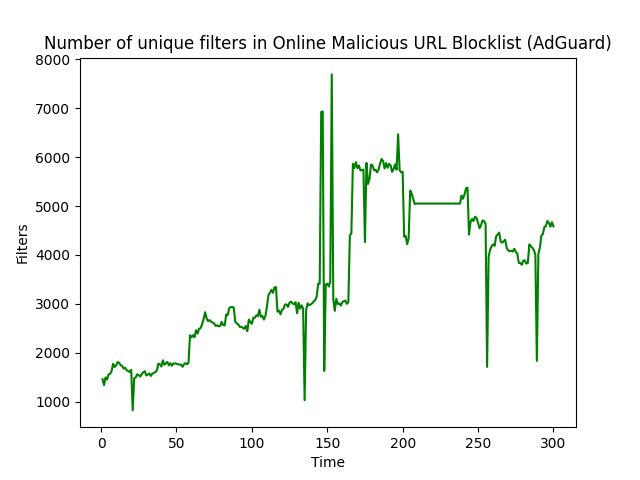 Number of unique filters in Online Malicious URL Blocklist (AdGuard)
8000
7000
6000
5000
4000
3000
2000
1000
Filters
0 50 100 150 200 250 300
Time